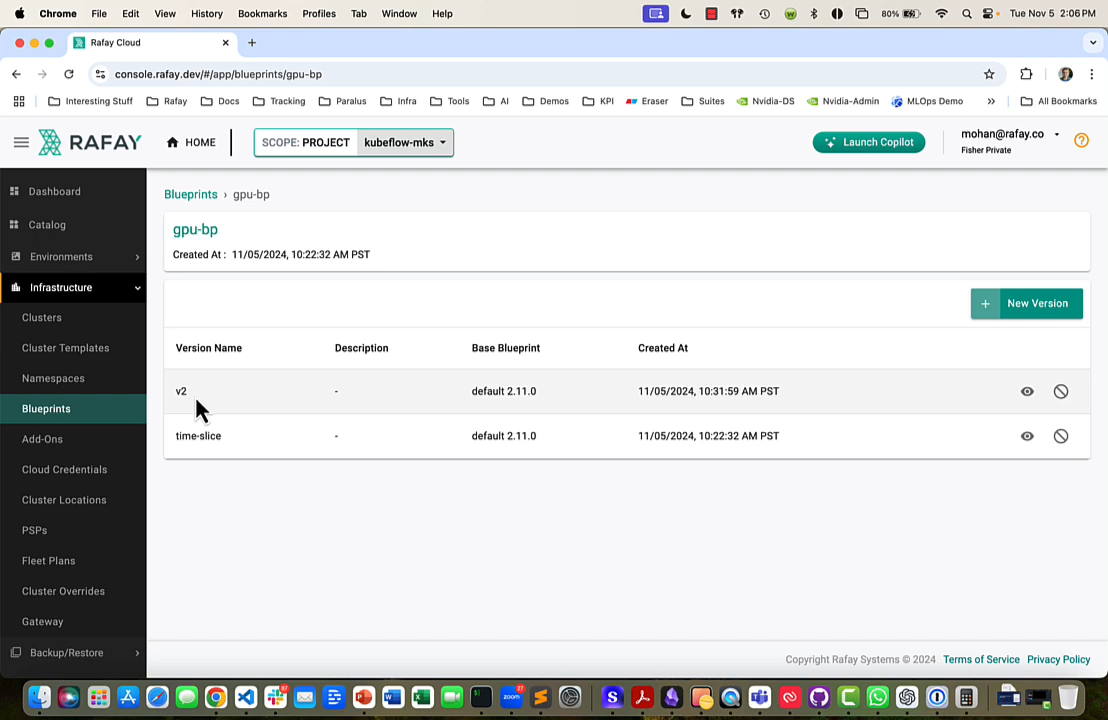 Chrome File Edit View History Bookmarks Profiles Tab Window Help 80% Tue Nov 5 2:06 PM
Rafay Cloud
console.rafay.dev/#/app/blueprints/gpu-bp
Interesting Stuff Rafay Docs Tracking Paralus Infra Tools AI Demos KPI Eraser Suites Nvidia-DS Nvidia-Admin MLOps Demo » All Bookmarks
RAFAY HOME SCOPE: PROJECT kubeflow-mks Launch Copilot mohan@rafay.co
Fisher Private
Dashboard
Catalog
Environments
Infrastructure
Clusters
Cluster Templates
Namespaces
Blueprints
Add-Ons
Cloud Credentials
Cluster Locations
PSPs
Fleet Plans
Cluster Overrides
Gateway
Backup/Restore
Blueprints › gpu-bp
gpu-bp
Created At : 11/05/2024, 10:22:32 AM PST
+ New Version
Version Name Description Base Blueprint Created At
v2 - default 2.11.0 11/05/2024, 10:31:59 AM PST
time-slice - default 2.11.0 11/05/2024, 10:22:32 AM PST
Copyright Rafay Systems © 2024 Terms of Service Privacy Policy